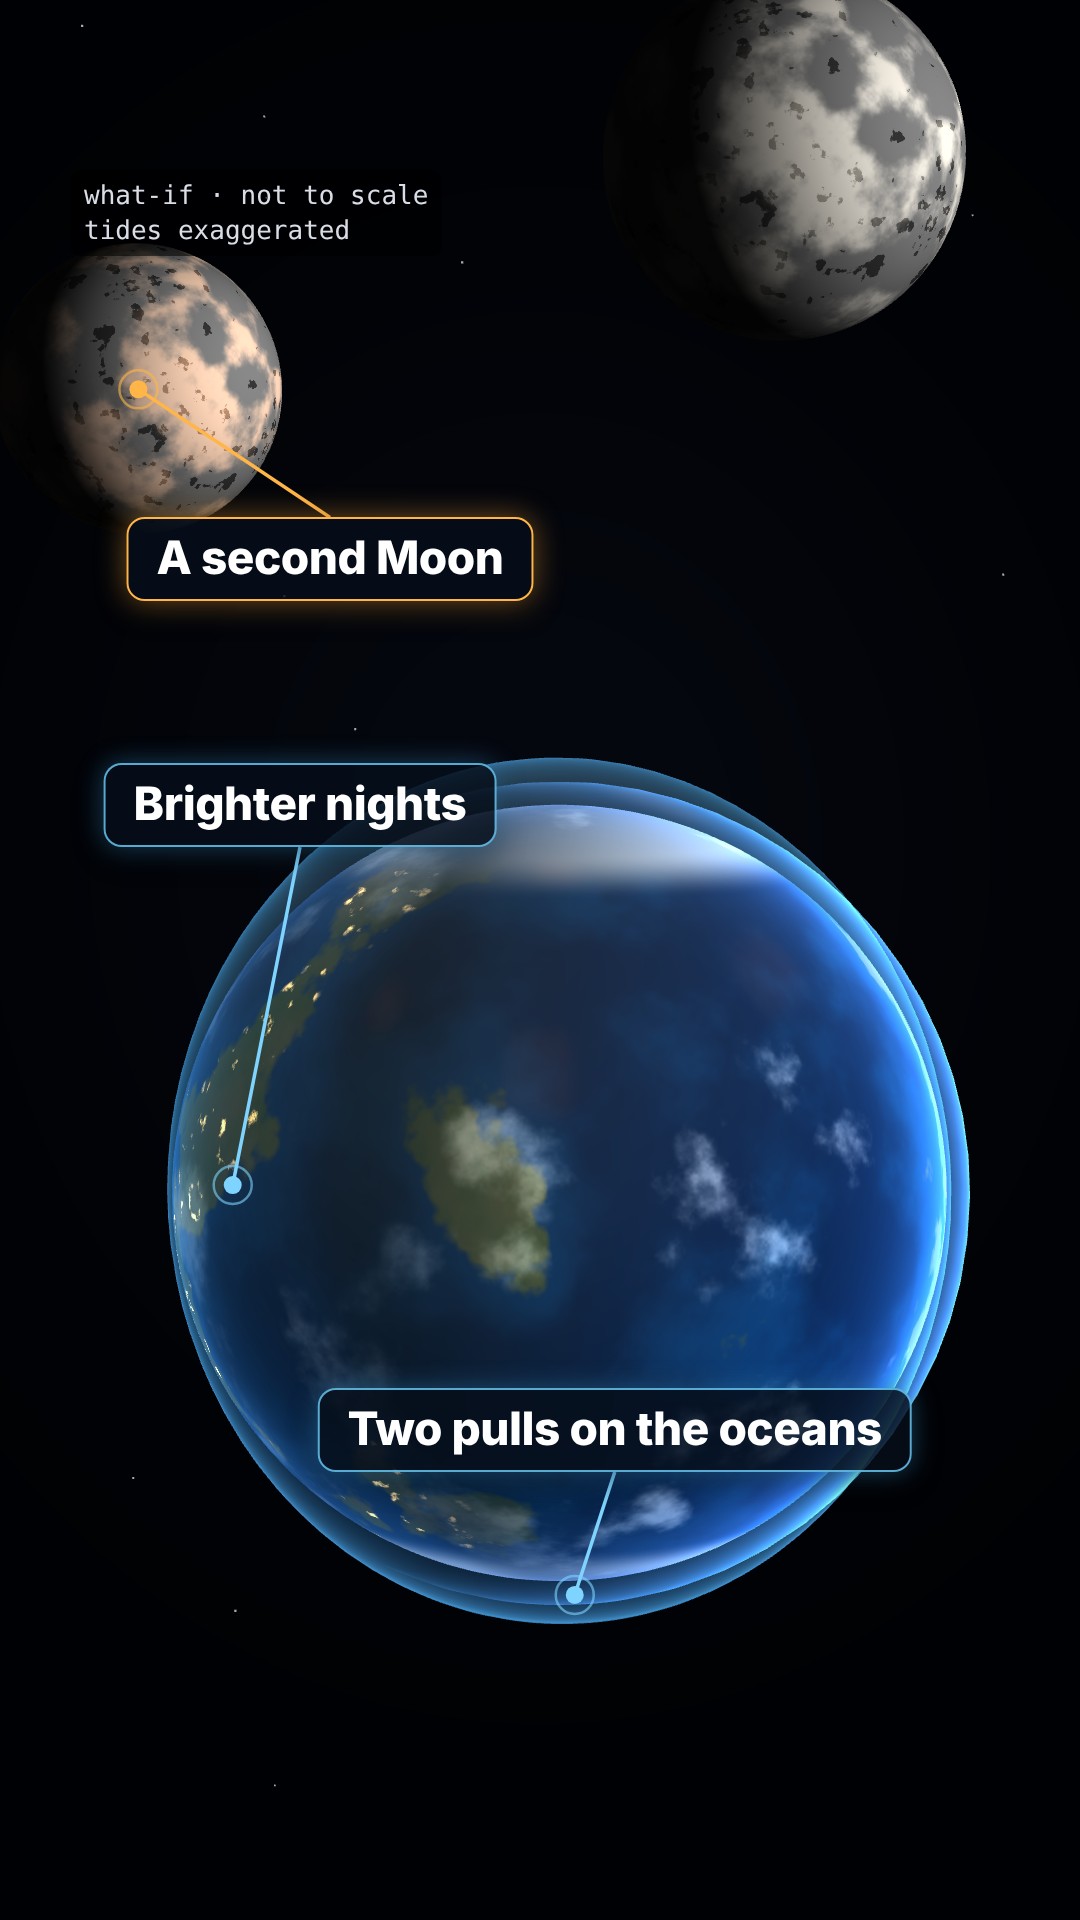 what-if · not to scale
tides exaggerated
A second Moon
Brighter nights
Two pulls on the oceans